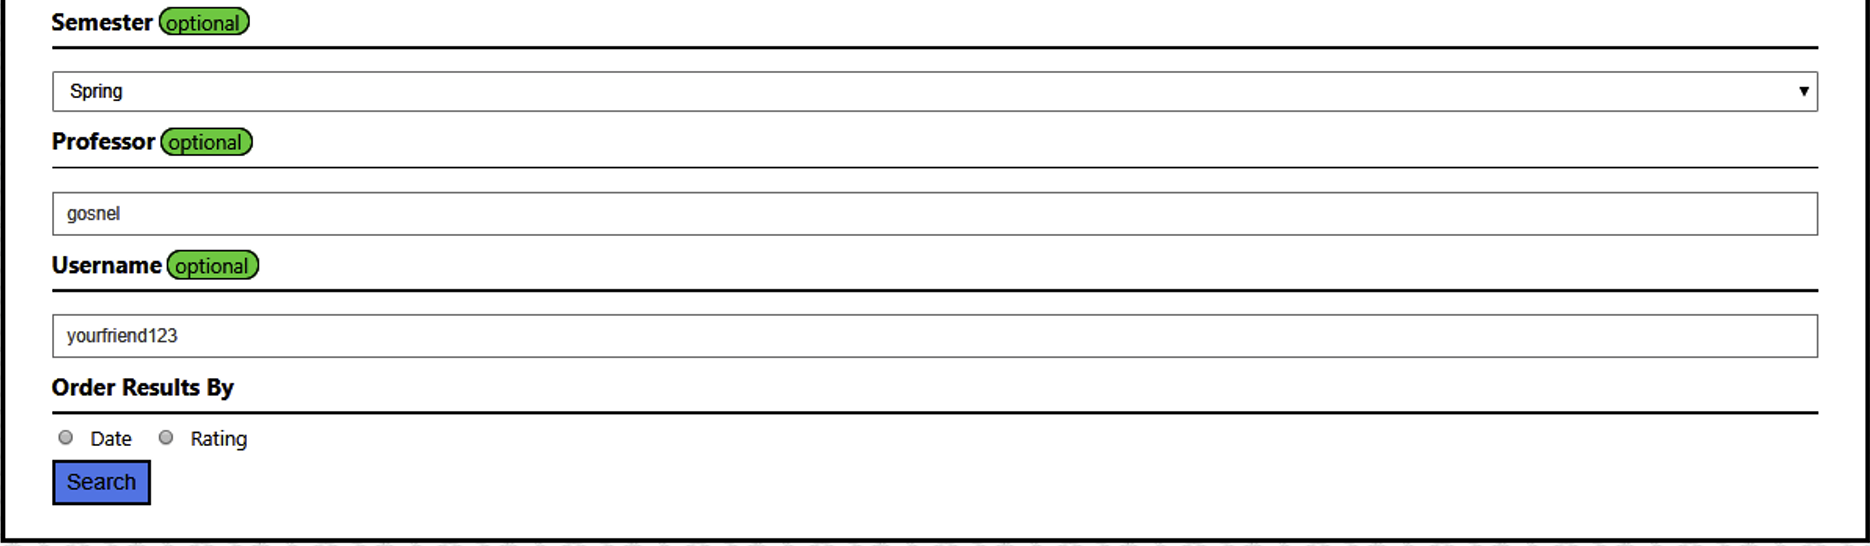 Semester optional
Spring
Professor optional
gosnel
Username optional
yourfriend123
Order Results By
Date Rating
Search